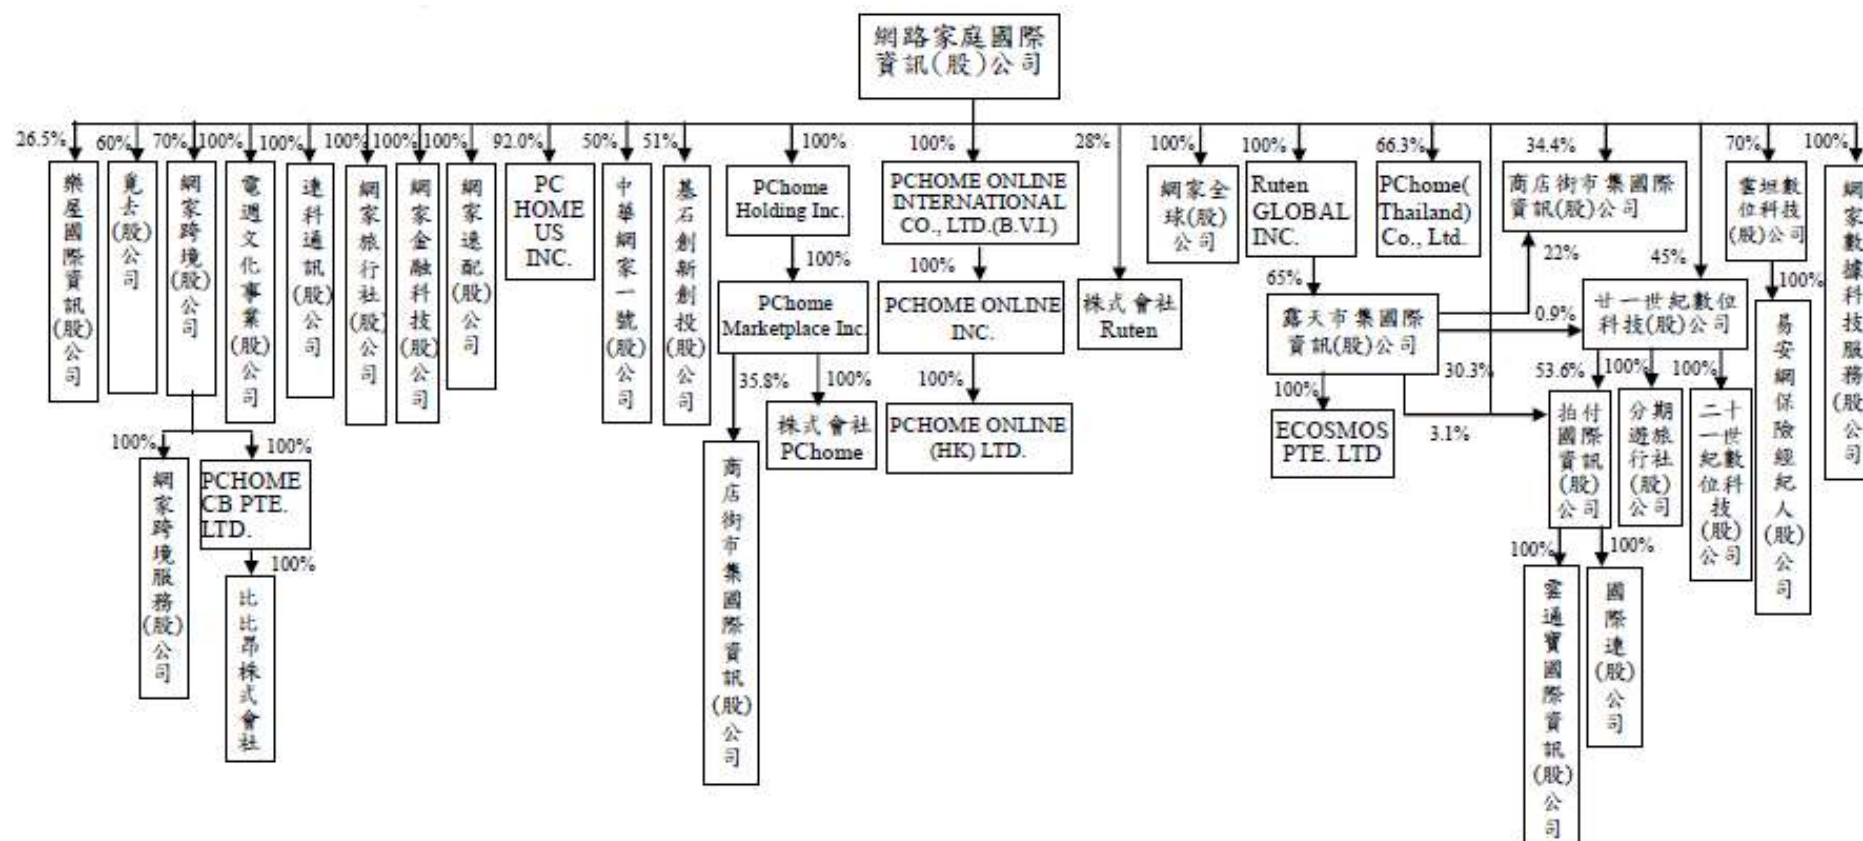 網路家庭國際
資訊(股)公司
26.5%
60%
70%
100%
100%
100%
100%
100%
92.0%
50%
51%
100%
100%
28%
100%
100%
66.3%
34.4%
70%
100%
樂屋國際資訊(股)公司
覓去(股)公司
網家跨境(股)公司
電週文化事業(股)公司
連科通訊(股)公司
網家旅行社(股)公司
網家金融科技(股)公司
網家速配(股)公司
PC
HOME
US
INC.
中華網家一號(股)公司
基石創新創投(股)公司
PChome
Holding Inc.
PCHOME ONLINE
INTERNATIONAL
CO., LTD.(B.V.I.)
網家全
球(股)
公司
Ruten
GLOBAL
INC.
PChome(
Thailand)
Co., Ltd.
商店街市集國際
資訊(股)公司
霍坦數
位科技
(股)公司
網家數據科技服務(股)公司
100%
100%
65%
22%
45%
100%
PChome
Marketplace Inc.
PCHOME ONLINE
INC.
株式會社
Ruten
露天市集國際
資訊(股)公司
0.9%
廿一世紀數位
科技(股)公司
易安網保險經紀人(股)公司
35.8%
100%
100%
100%
30.3%
53.6%
100%
100%
株式會社
PChome
PCHOME ONLINE
(HK) LTD.
ECOSMOS
PTE. LTD
3.1%
拍付
國際
資訊
(股)
公司
分期
遊旅
行社
(股)
公司
二十
一世
紀數
位科
技
(股)
公司
100%
100%
網家跨境服務(股)公司
PCHOME
CB PTE.
LTD.
商店街市集國際資訊(股)公司
100%
比比昂株式會社
100%
100%
雲通寶國際資訊(股)公司
國際連(股)公司